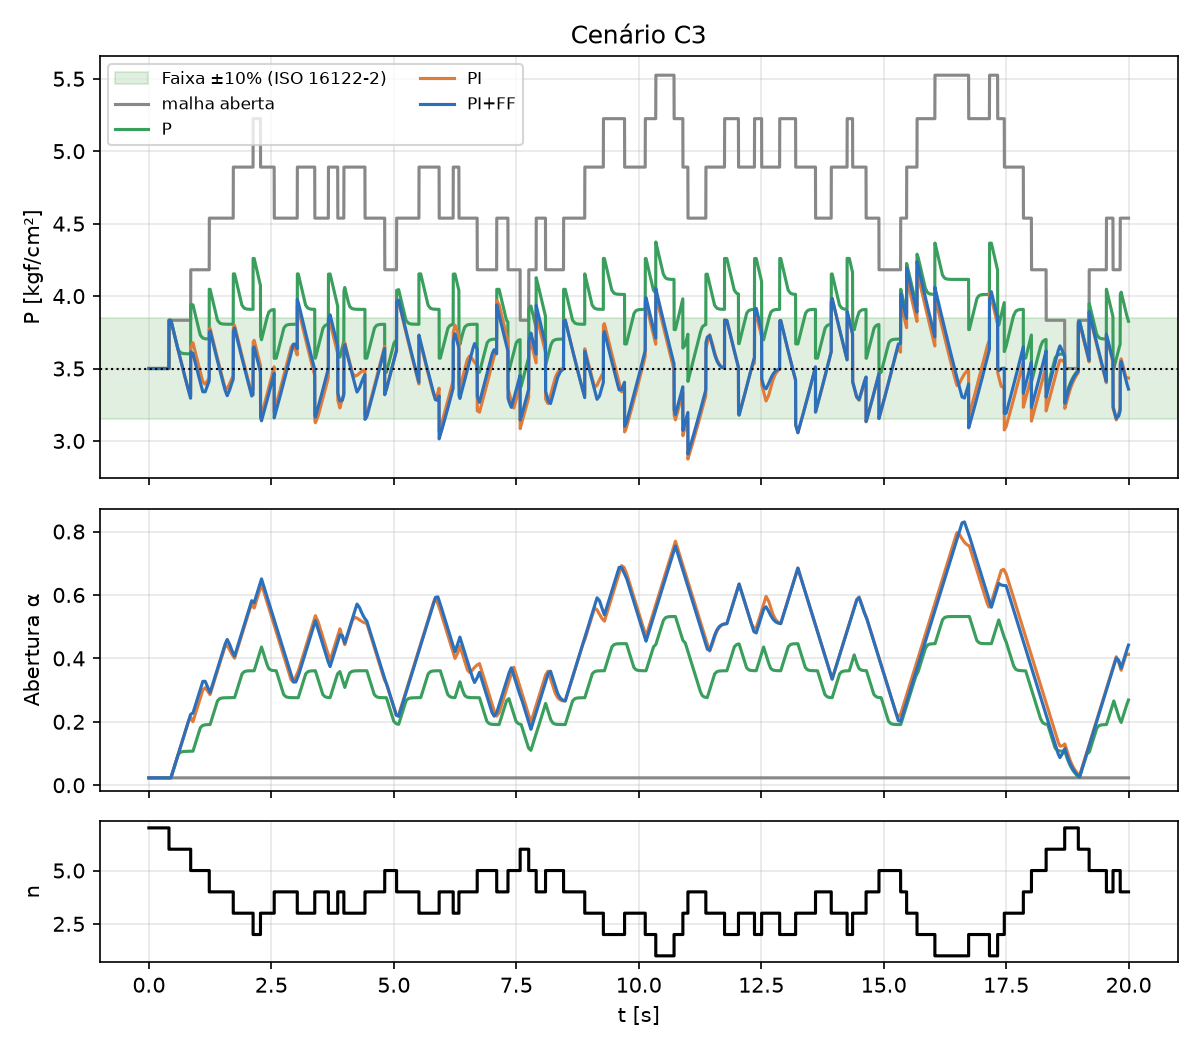 Cenário C3
Faixa ±10% (ISO 16122-2)
malha aberta
P
PI
PI+FF
P [kgf/cm²]
5.5
5.0
4.5
4.0
3.5
3.0
Abertura α
0.8
0.6
0.4
0.2
0.0
n
5.0
2.5
0.0 2.5 5.0 7.5 10.0 12.5 15.0 17.5 20.0
t [s]